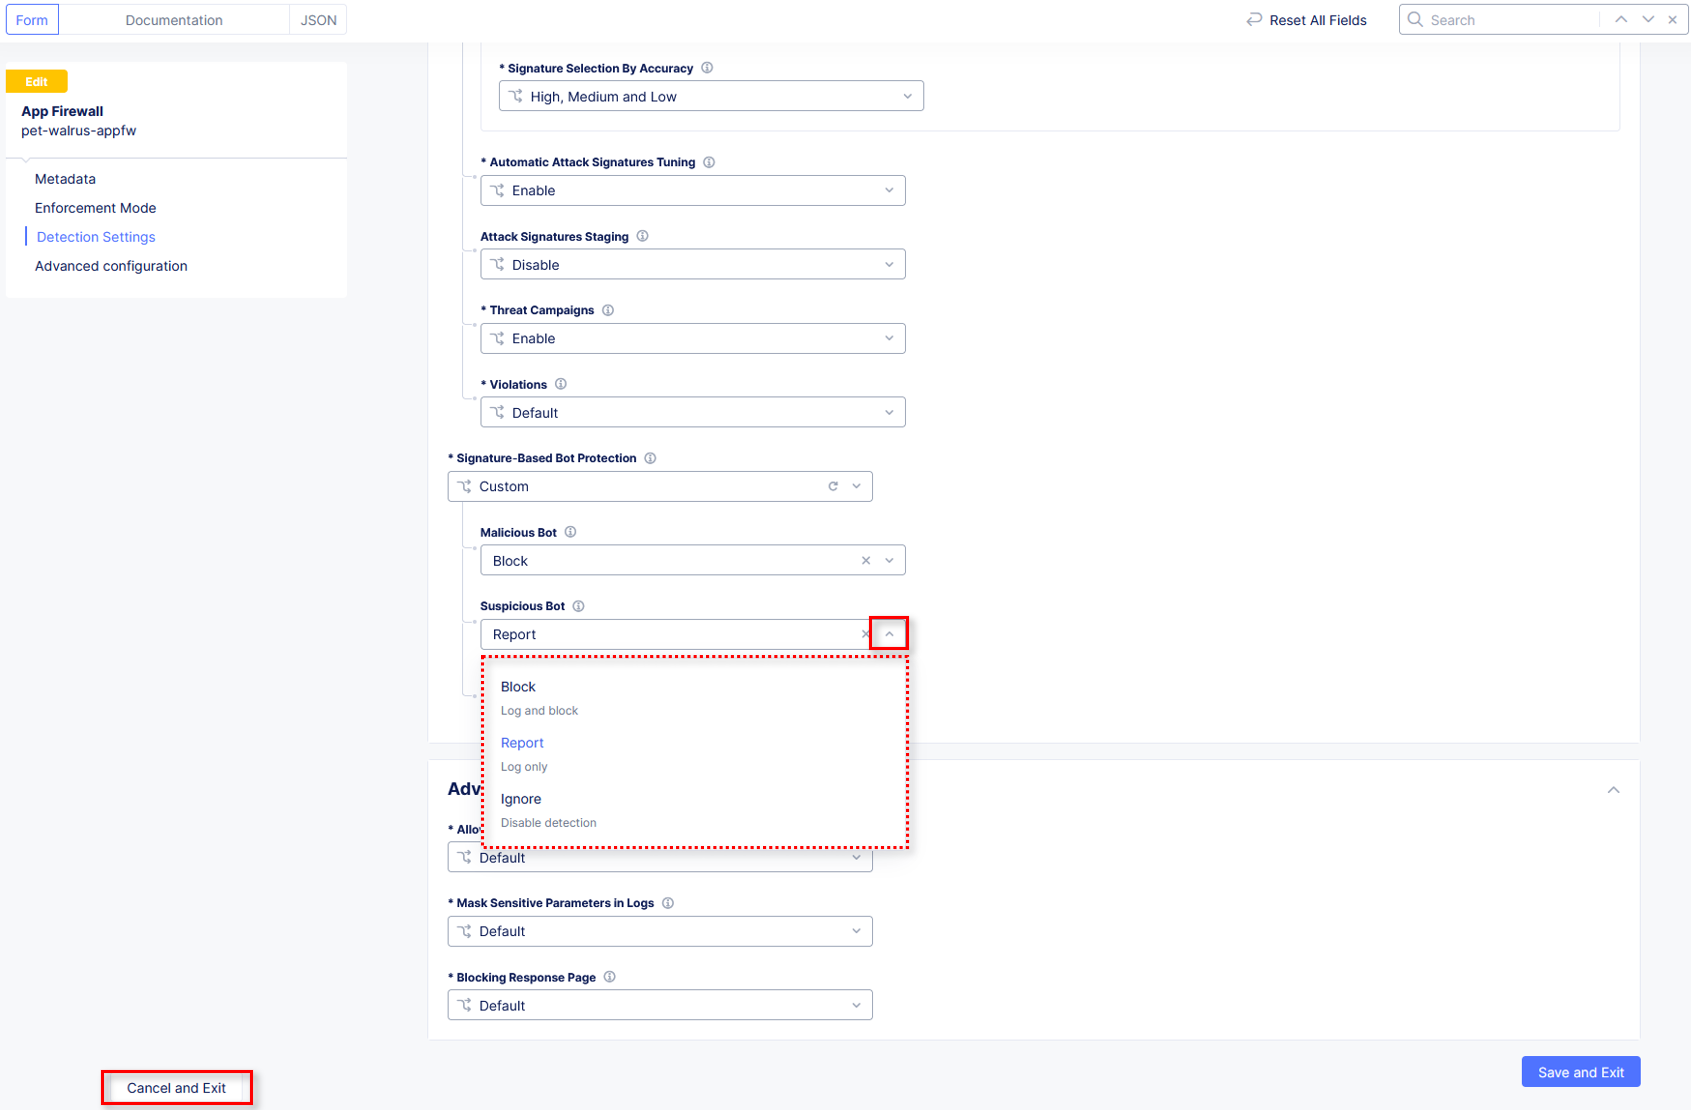 Form
Documentation
JSON
Reset All Fields
Search
Edit
App Firewall
pet-walrus-appfw
Metadata
Enforcement Mode
Detection Settings
Advanced configuration
* Signature Selection By Accuracy
High, Medium and Low
* Automatic Attack Signatures Tuning
Enable
Attack Signatures Staging
Disable
* Threat Campaigns
Enable
* Violations
Default
* Signature-Based Bot Protection
Custom
Malicious Bot
Block
Suspicious Bot
Report
Block
Log and block
Report
Log only
Ignore
Disable detection
Adv
* Allo
Default
* Mask Sensitive Parameters in Logs
Default
* Blocking Response Page
Default
Cancel and Exit
Save and Exit